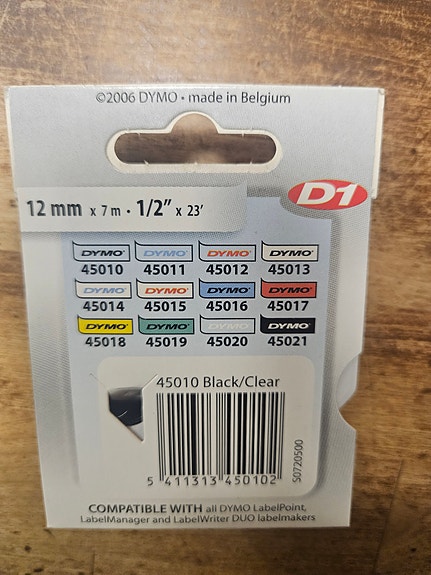 ©2006 DYMO • made in Belgium
12 mm x 7 m • 1/2" x 23'
D1
DYMO DYMO DYMO DYMO
45010 45011 45012 45013
DYMO DYMO DYMO DYMO
45014 45015 45016 45017
DYMO DYMO DYMO DYMO
45018 45019 45020 45021
45010 Black/Clear
5 411313 450102
S0720500
COMPATIBLE WITH all DYMO LabelPoint,
LabelManager and LabelWriter DUO labelmakers